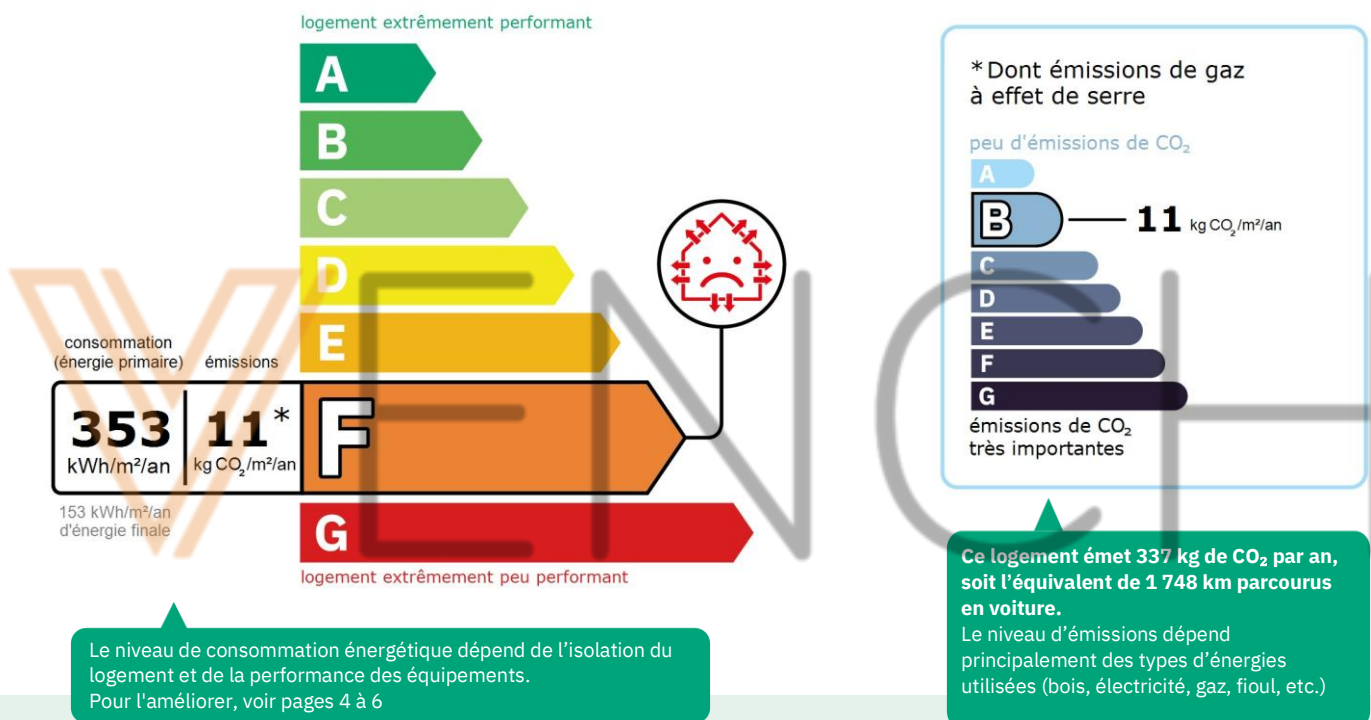 logement extrêmement performant
A
B
C
D
E
consommation
(énergie primaire)
émissions
353
kWh/m²/an
11*
kg CO₂/m²/an
F
153 kWh/m²/an
d'énergie finale
G
logement extrêmement peu performant
Le niveau de consommation énergétique dépend de l'isolation du
logement et de la performance des équipements.
Pour l'améliorer, voir pages 4 à 6
*Dont émissions de gaz
à effet de serre
peu d'émissions de CO₂
A
B
11 kg CO₂/m²/an
C
D
E
F
G
émissions de CO₂
très importantes
Ce logement émet 337 kg de CO₂ par an,
soit l'équivalent de 1 748 km parcourus
en voiture.
Le niveau d'émissions dépend
principalement des types d'énergies
utilisées (bois, électricité, gaz, fioul, etc.)
VENCH